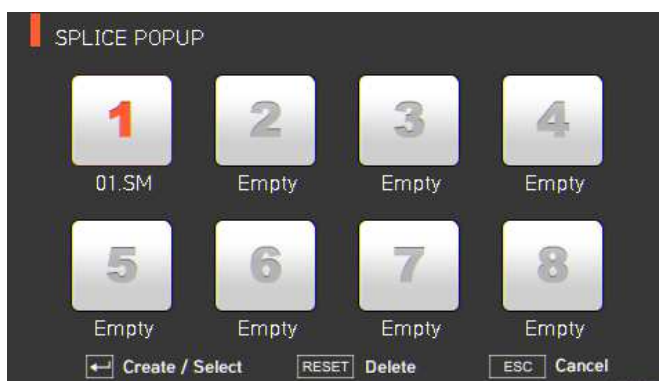 SPLICE POPUP
1 2 3 4
01.SM Empty Empty Empty
5 6 7 8
Empty Empty Empty Empty
Create / Select RESET Delete ESC Cancel